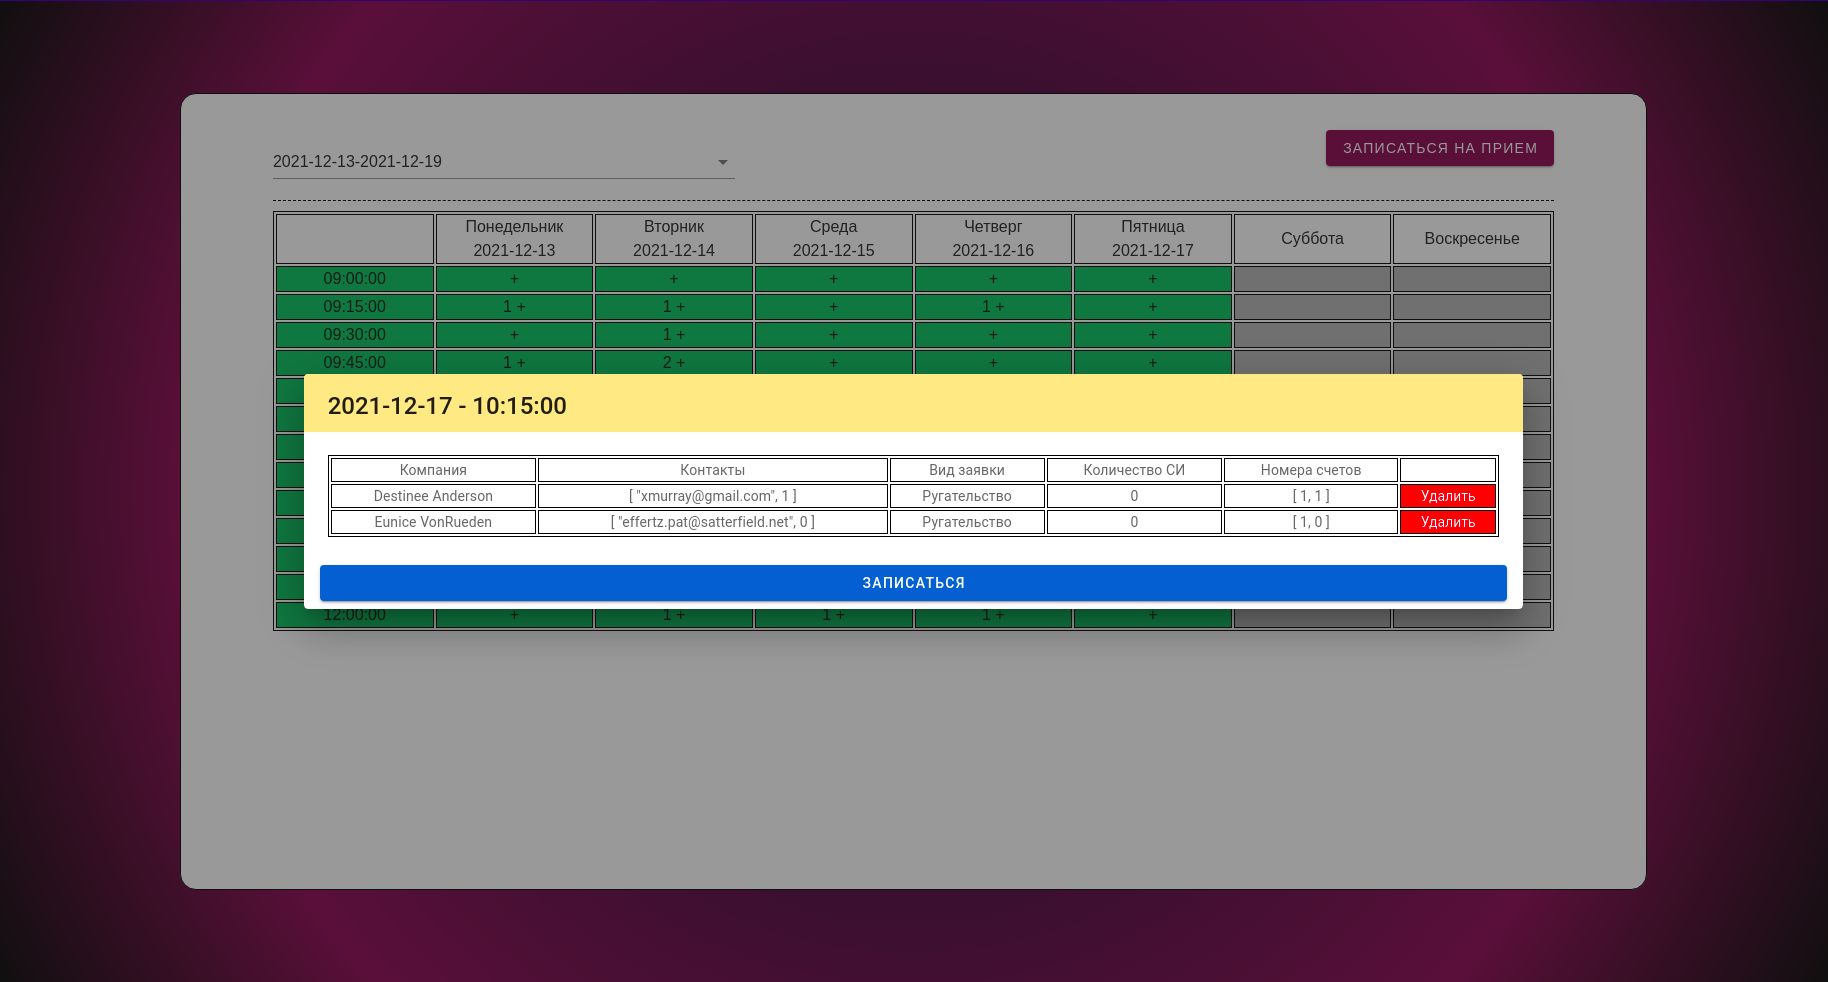 ЗАПИСАТЬСЯ НА ПРИЕМ
2021-12-13-2021-12-19
Понедельник Вторник Среда Четверг Пятница Суббота Воскресенье
2021-12-13 2021-12-14 2021-12-15 2021-12-16 2021-12-17
09:00:00 + + + + +
09:15:00 1 + 1 + + 1 + +
09:30:00 + 1 + + + +
09:45:00 1 + 2 + + + +
2021-12-17 - 10:15:00
Компания Контакты Вид заявки Количество СИ Номера счетов
Destinee Anderson [ "xmurray@gmail.com", 1 ] Ругательство 0 [ 1, 1 ] Удалить
Eunice VonRueden [ "effertz.pat@satterfield.net", 0 ] Ругательство 0 [ 1, 0 ] Удалить
ЗАПИСАТЬСЯ
12:00:00 + 1 + 1 + 1 + +